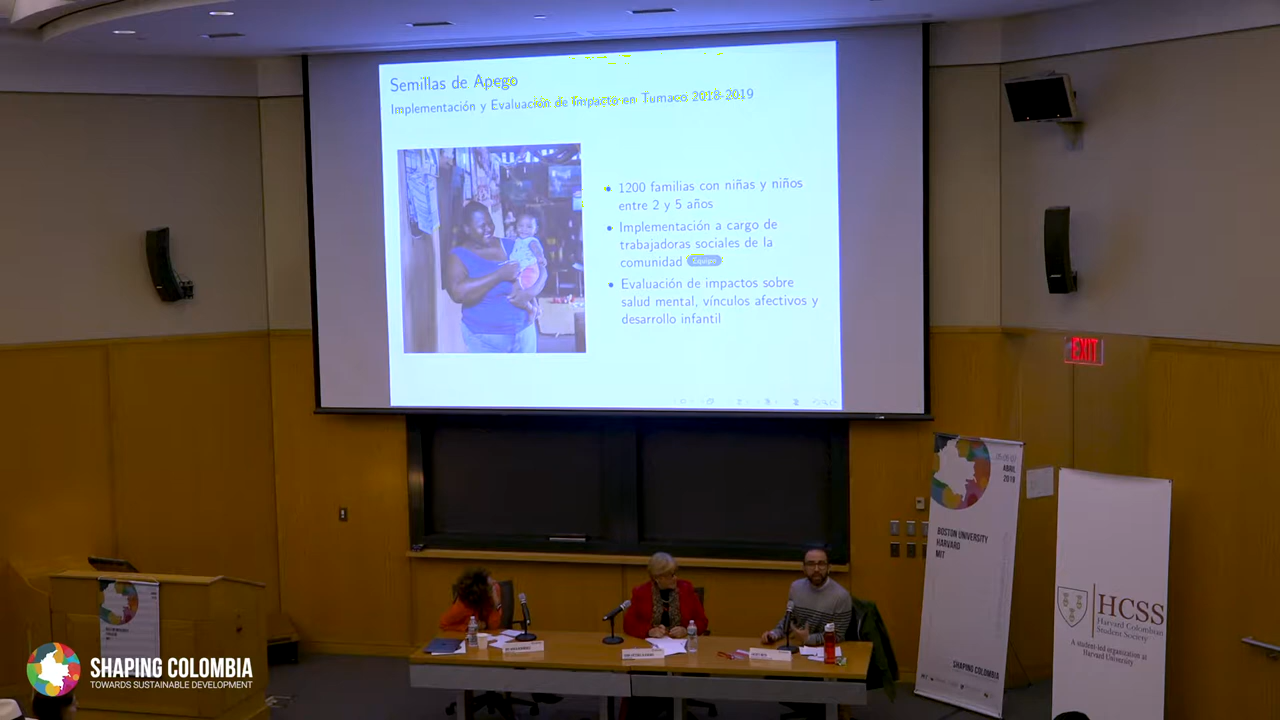 Semillas de Apego
Implementación y Evaluación de Impacto en Tumaco 2018-2019
1200 familias con niñas y niños
entre 2 y 5 años
Implementación a cargo de
trabajadoras sociales de la
comunidad Equipo
Evaluación de impactos sobre
salud mental, vínculos afectivos y
desarrollo infantil
EXIT
ABRIL
2019
BOSTON UNIVERSITY
HARVARD
MIT
SHAPING COLOMBIA
HCSS
Harvard Colombian
Student Society
A student-led organization at
Harvard University
SHAPING COLOMBIA
TOWARDS SUSTAINABLE DEVELOPMENT